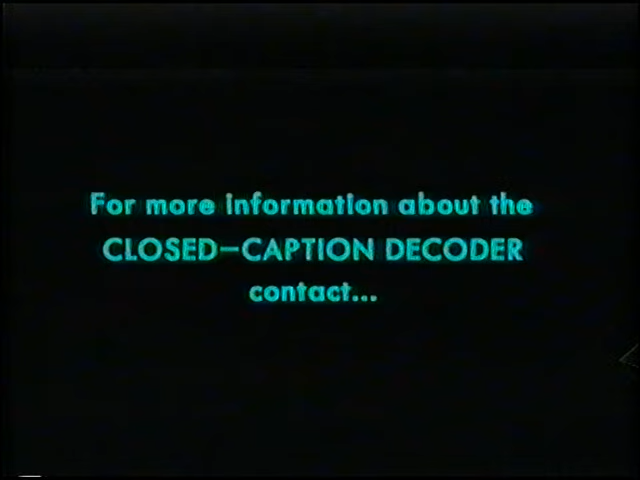 For more information about the
CLOSED—CAPTION DECODER
contact...